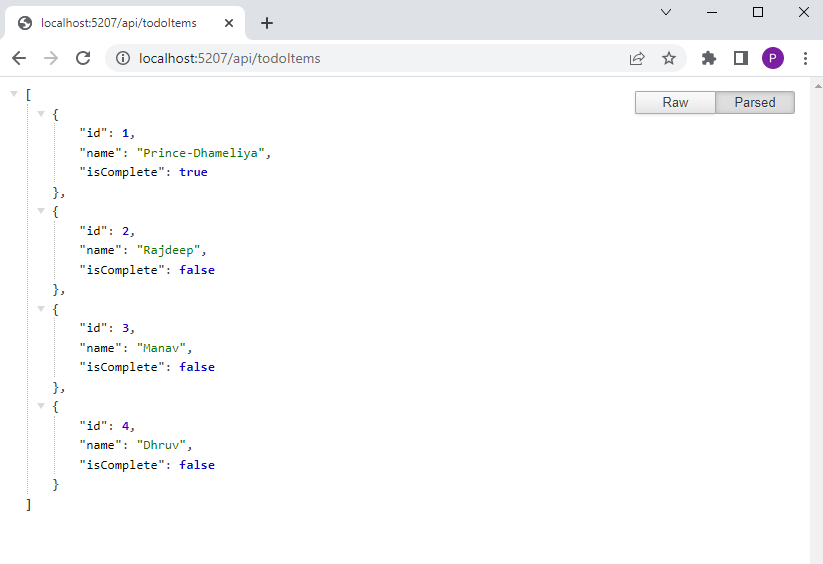 localhost:5207/api/todoItems
localhost:5207/api/todoItems
P
Raw
Parsed
[
{
"id": 1,
"name": "Prince-Dhameliya",
"isComplete": true
},
{
"id": 2,
"name": "Rajdeep",
"isComplete": false
},
{
"id": 3,
"name": "Manav",
"isComplete": false
},
{
"id": 4,
"name": "Dhruv",
"isComplete": false
}
]